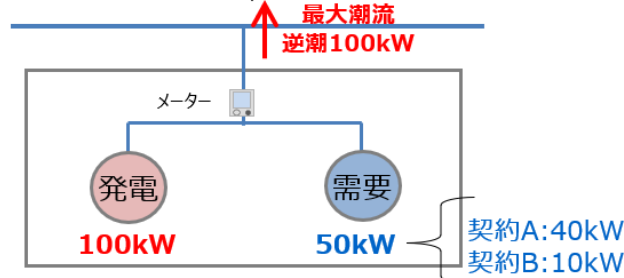 最大潮流
逆潮100kW
メーター
発電
需要
100kW
50kW
契約A:40kW
契約B:10kW